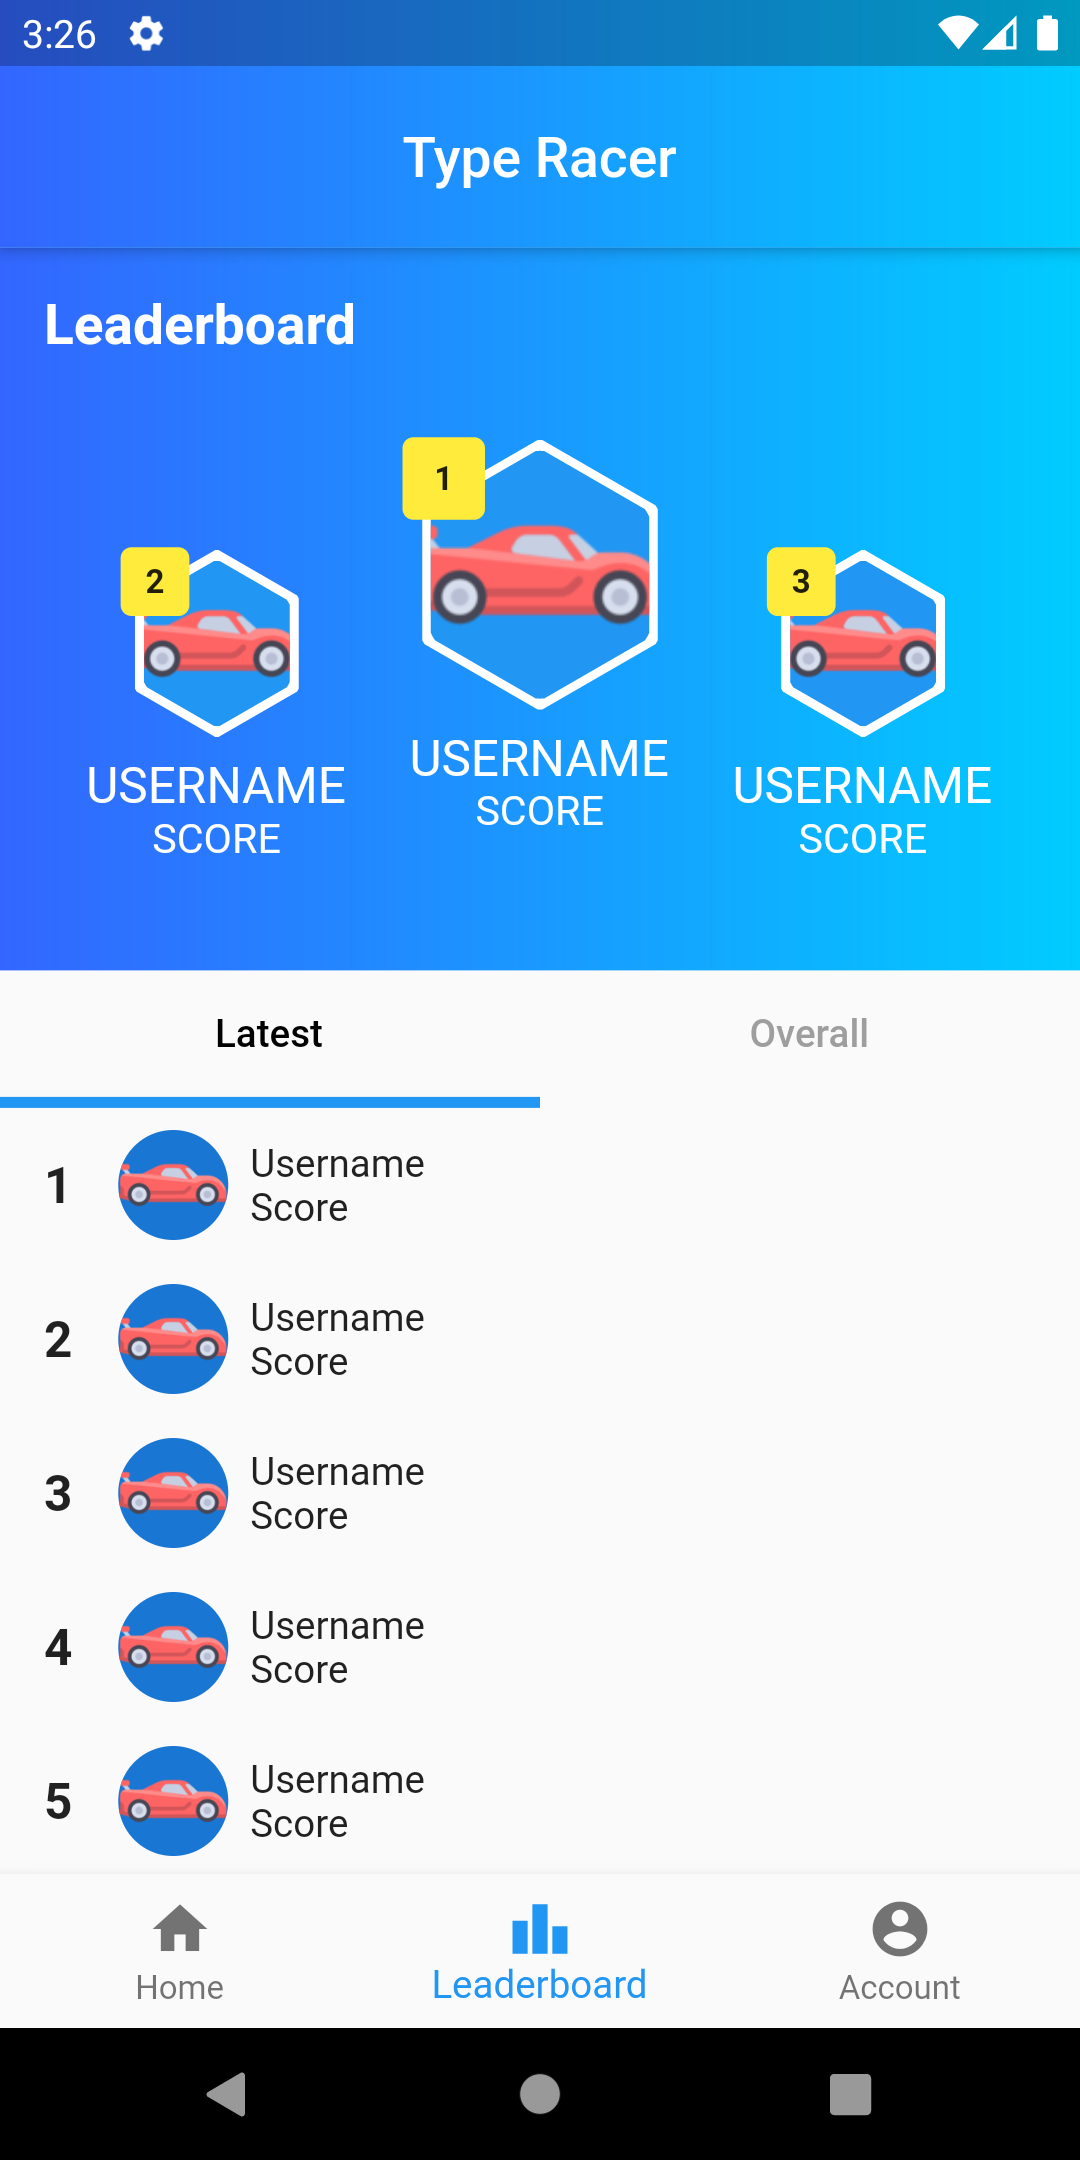 3:26
Type Racer
Leaderboard
1
2
3
USERNAME
SCORE
USERNAME
SCORE
USERNAME
SCORE
Latest
Overall
1
Username
Score
2
Username
Score
3
Username
Score
4
Username
Score
5
Username
Score
Home
Leaderboard
Account